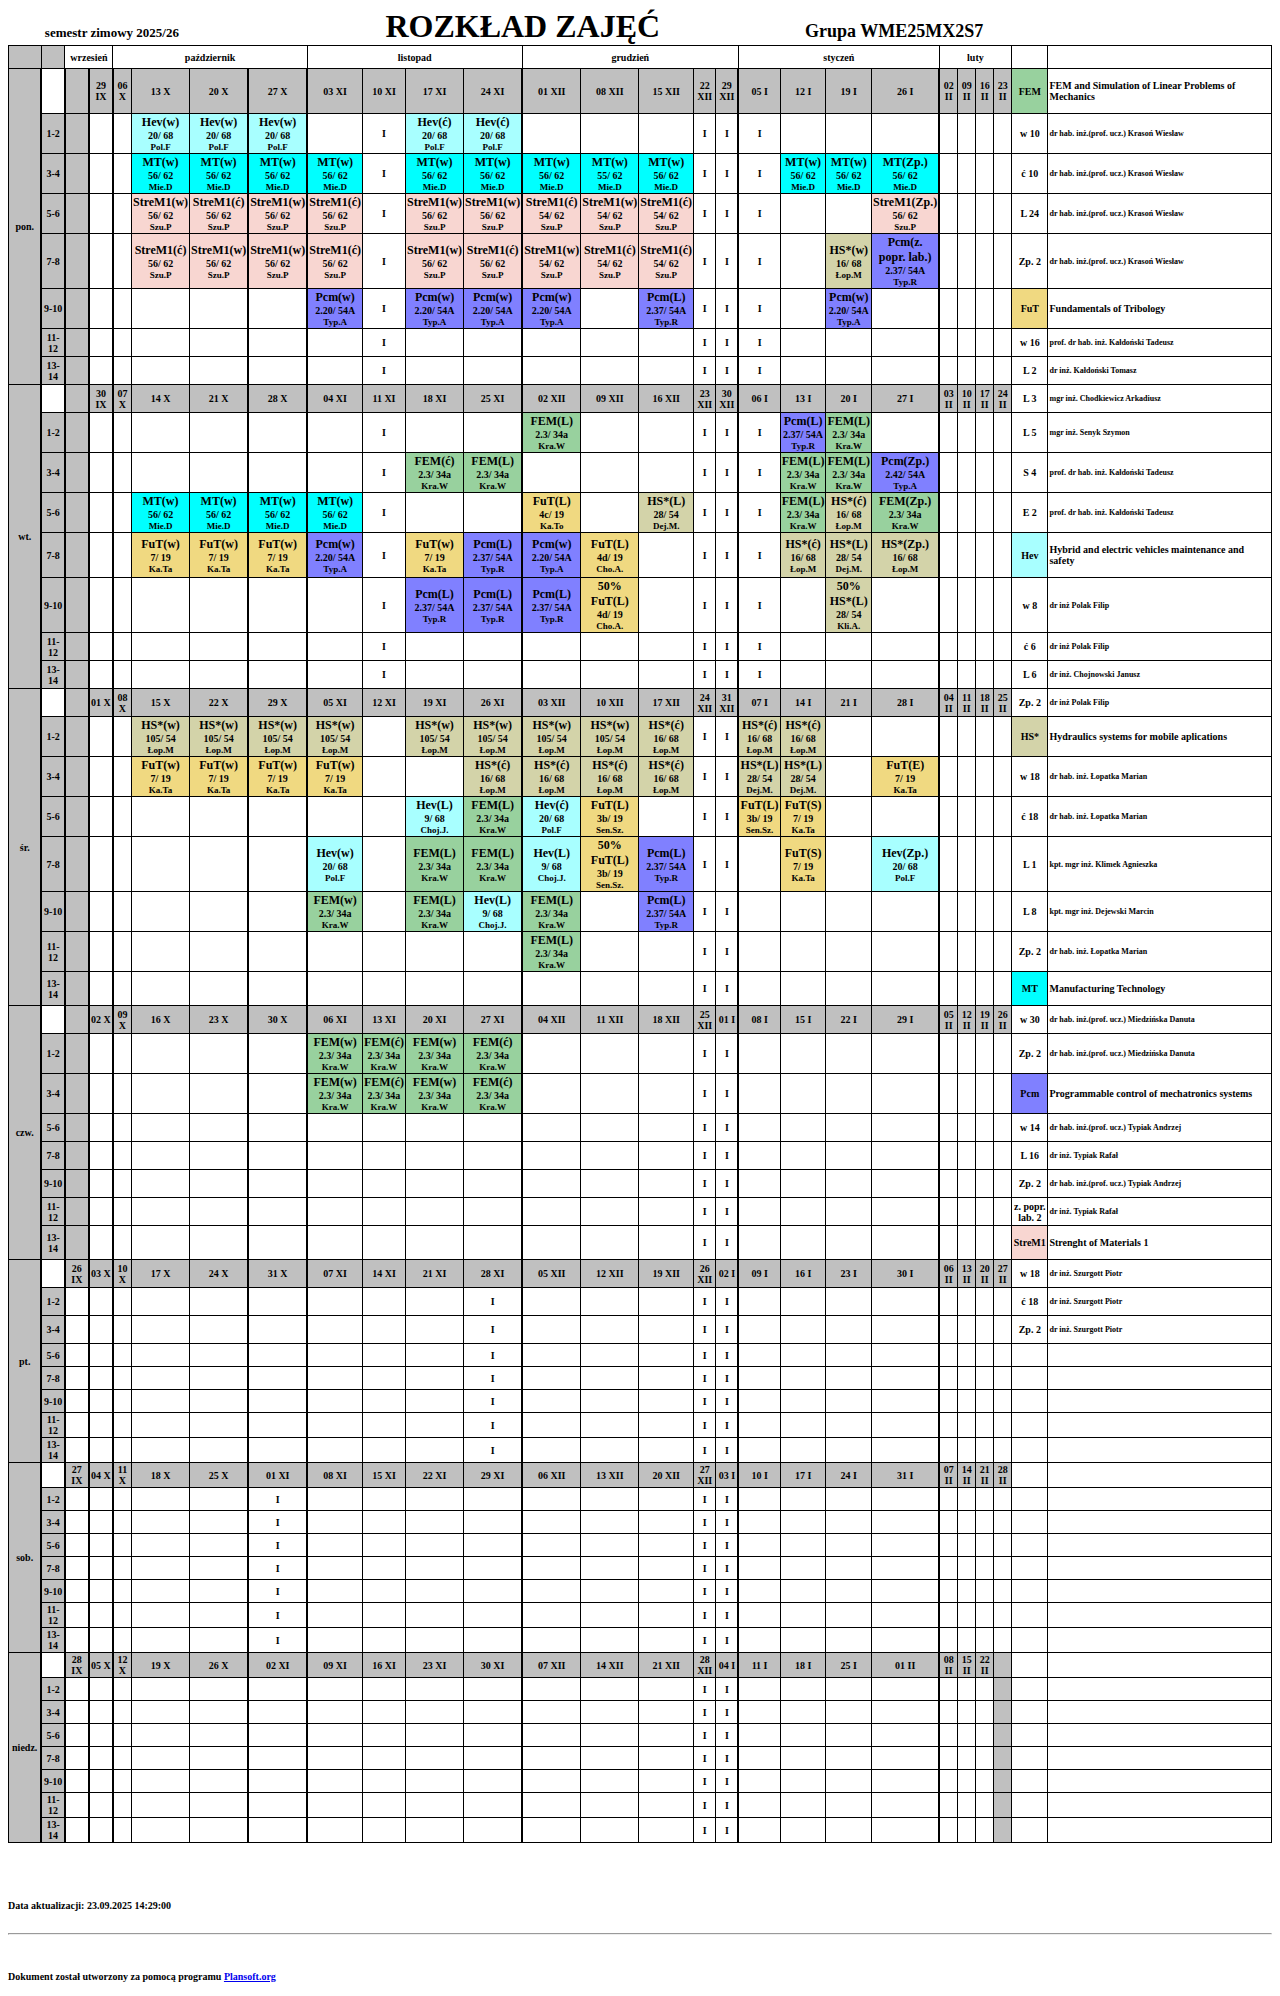 semestr zimowy 2025/26 ROZKŁAD ZAJĘĆ Grupa WME25MX2S7
wrzesień październik listopad grudzień styczeń luty
pon. 29 IX 06 X 13 X 20 X 27 X 03 XI 10 XI 17 XI 24 XI 01 XII 08 XII 15 XII 22 XII 29 XII 05 I 12 I 19 I 26 I 02 II 09 II 16 II 23 II FEM FEM and Simulation of Linear Problems of Mechanics
1-2 Hev(w) Hev(w) Hev(w) I Hev(ć) Hev(ć) I I I w 10 dr hab. inż.(prof. ucz.) Krasoń Wiesław
20/ 68 20/ 68 20/ 68 20/ 68 20/ 68
Pol.F Pol.F Pol.F Pol.F Pol.F
3-4 MT(w) MT(w) MT(w) MT(w) I MT(w) MT(w) MT(w) MT(w) MT(w) I I I MT(w) MT(w) MT(Zp.) ć 10 dr hab. inż.(prof. ucz.) Krasoń Wiesław
56/ 62 56/ 62 56/ 62 56/ 62 56/ 62 56/ 62 56/ 62 55/ 62 56/ 62 56/ 62 56/ 62 56/ 62
Mie.D Mie.D Mie.D Mie.D Mie.D Mie.D Mie.D Mie.D Mie.D Mie.D Mie.D Mie.D
5-6 StreM1(w) StreM1(ć) StreM1(w) StreM1(ć) I StreM1(w) StreM1(w) StreM1(ć) StreM1(w) StreM1(ć) I I I StreM1(Zp.) L 24 dr hab. inż.(prof. ucz.) Krasoń Wiesław
56/ 62 56/ 62 56/ 62 56/ 62 56/ 62 56/ 62 54/ 62 54/ 62 54/ 62 56/ 62
Szu.P Szu.P Szu.P Szu.P Szu.P Szu.P Szu.P Szu.P Szu.P Szu.P
7-8 StreM1(ć) StreM1(w) StreM1(w) StreM1(ć) I StreM1(w) StreM1(ć) StreM1(w) StreM1(ć) StreM1(ć) I I I HS*(w) Pcm(z. popr. lab.) Zp. 2 dr hab. inż.(prof. ucz.) Krasoń Wiesław
56/ 62 56/ 62 56/ 62 56/ 62 56/ 62 56/ 62 54/ 62 54/ 62 54/ 62 16/ 68 2.37/ 54A
Szu.P Szu.P Szu.P Szu.P Szu.P Szu.P Szu.P Szu.P Szu.P Łop.M Typ.R
9-10 Pcm(w) I Pcm(w) Pcm(w) Pcm(w) Pcm(L) I I I Pcm(w) FuT Fundamentals of Tribology
2.20/ 54A 2.20/ 54A 2.20/ 54A 2.20/ 54A 2.37/ 54A 2.20/ 54A
Typ.A Typ.A Typ.A Typ.A Typ.R Typ.A
11-12 I I I I w 16 prof. dr hab. inż. Kałdoński Tadeusz
13-14 I I I I L 2 dr inż. Kałdoński Tomasz
wt. 30 IX 07 X 14 X 21 X 28 X 04 XI 11 XI 18 XI 25 XI 02 XII 09 XII 16 XII 23 XII 30 XII 06 I 13 I 20 I 27 I 03 II 10 II 17 II 24 II L 3 mgr inż. Chodkiewicz Arkadiusz
1-2 I FEM(L) I I I Pcm(L) FEM(L) L 5 mgr inż. Senyk Szymon
2.3/ 34a 2.37/ 54A 2.3/ 34a
Kra.W Typ.R Kra.W
3-4 I FEM(ć) FEM(L) I I I FEM(L) FEM(L) Pcm(Zp.) S 4 prof. dr hab. inż. Kałdoński Tadeusz
2.3/ 34a 2.3/ 34a 2.3/ 34a 2.3/ 34a 2.42/ 54A
Kra.W Kra.W Kra.W Kra.W Typ.A
5-6 MT(w) MT(w) MT(w) MT(w) I FuT(L) HS*(L) I I I FEM(L) HS*(ć) FEM(Zp.) E 2 prof. dr hab. inż. Kałdoński Tadeusz
56/ 62 56/ 62 56/ 62 56/ 62 4c/ 19 28/ 54 2.3/ 34a 16/ 68 2.3/ 34a
Mie.D Mie.D Mie.D Mie.D Ka.To Dej.M. Kra.W Łop.M Kra.W
7-8 FuT(w) FuT(w) FuT(w) Pcm(w) I FuT(w) Pcm(L) Pcm(w) FuT(L) I I I HS*(ć) HS*(L) HS*(Zp.) Hev Hybrid and electric vehicles maintenance and safety
7/ 19 7/ 19 7/ 19 2.20/ 54A 7/ 19 2.37/ 54A 2.20/ 54A 4d/ 19 16/ 68 28/ 54 16/ 68
Ka.Ta Ka.Ta Ka.Ta Typ.A Ka.Ta Typ.R Typ.A Cho.A. Łop.M Dej.M. Łop.M
9-10 I Pcm(L) Pcm(L) Pcm(L) 50% FuT(L) I I I 50% HS*(L) w 8 dr inż Polak Filip
2.37/ 54A 2.37/ 54A 2.37/ 54A 4d/ 19 28/ 54
Typ.R Typ.R Typ.R Cho.A. Kli.A.
11-12 I I I I ć 6 dr inż Polak Filip
13-14 I I I I L 6 dr inż. Chojnowski Janusz
śr. 01 X 08 X 15 X 22 X 29 X 05 XI 12 XI 19 XI 26 XI 03 XII 10 XII 17 XII 24 XII 31 XII 07 I 14 I 21 I 28 I 04 II 11 II 18 II 25 II Zp. 2 dr inż Polak Filip
1-2 HS*(w) HS*(w) HS*(w) HS*(w) HS*(w) HS*(w) HS*(w) HS*(w) HS*(ć) I I HS*(ć) HS*(ć) HS* Hydraulics systems for mobile aplications
105/ 54 105/ 54 105/ 54 105/ 54 105/ 54 105/ 54 105/ 54 105/ 54 16/ 68 16/ 68 16/ 68
Łop.M Łop.M Łop.M Łop.M Łop.M Łop.M Łop.M Łop.M Łop.M Łop.M Łop.M
3-4 FuT(w) FuT(w) FuT(w) FuT(w) HS*(ć) HS*(ć) HS*(ć) HS*(ć) I I HS*(L) HS*(L) FuT(E) w 18 dr hab. inż. Łopatka Marian
7/ 19 7/ 19 7/ 19 7/ 19 16/ 68 16/ 68 16/ 68 16/ 68 28/ 54 28/ 54 7/ 19
Ka.Ta Ka.Ta Ka.Ta Ka.Ta Łop.M Łop.M Łop.M Łop.M Dej.M. Dej.M. Ka.Ta
5-6 Hev(L) FEM(L) Hev(ć) FuT(L) I I FuT(L) FuT(S) ć 18 dr hab. inż. Łopatka Marian
9/ 68 2.3/ 34a 20/ 68 3b/ 19 3b/ 19 7/ 19
Choj.J. Kra.W Pol.F Sen.Sz. Sen.Sz. Ka.Ta
7-8 Hev(w) FEM(L) FEM(L) Hev(L) 50% FuT(L) Pcm(L) I I FuT(S) Hev(Zp.) L 1 kpt. mgr inż. Klimek Agnieszka
20/ 68 2.3/ 34a 2.3/ 34a 9/ 68 3b/ 19 2.37/ 54A 7/ 19 20/ 68
Pol.F Kra.W Kra.W Choj.J. Sen.Sz. Typ.R Ka.Ta Pol.F
9-10 FEM(w) FEM(L) Hev(L) FEM(L) Pcm(L) I I L 8 kpt. mgr inż. Dejewski Marcin
2.3/ 34a 2.3/ 34a 9/ 68 2.3/ 34a 2.37/ 54A
Kra.W Kra.W Choj.J. Kra.W Typ.R
11-12 FEM(L) I I Zp. 2 dr hab. inż. Łopatka Marian
2.3/ 34a
Kra.W
13-14 I I MT Manufacturing Technology
czw. 02 X 09 X 16 X 23 X 30 X 06 XI 13 XI 20 XI 27 XI 04 XII 11 XII 18 XII 25 XII 01 I 08 I 15 I 22 I 29 I 05 II 12 II 19 II 26 II w 30 dr hab. inż.(prof. ucz.) Miedzińska Danuta
1-2 FEM(w) FEM(ć) FEM(w) FEM(ć) I I Zp. 2 dr hab. inż.(prof. ucz.) Miedzińska Danuta
2.3/ 34a 2.3/ 34a 2.3/ 34a 2.3/ 34a
Kra.W Kra.W Kra.W Kra.W
3-4 FEM(w) FEM(ć) FEM(w) FEM(ć) I I Pcm Programmable control of mechatronics systems
2.3/ 34a 2.3/ 34a 2.3/ 34a 2.3/ 34a
Kra.W Kra.W Kra.W Kra.W
5-6 I I w 14 dr hab. inż.(prof. ucz.) Typiak Andrzej
7-8 I I L 16 dr inż. Typiak Rafał
9-10 I I Zp. 2 dr hab. inż.(prof. ucz.) Typiak Andrzej
11-12 I I z. popr. lab. 2 dr inż. Typiak Rafał
13-14 I I StreM1 Strenght of Materials 1
pt. 26 IX 03 X 10 X 17 X 24 X 31 X 07 XI 14 XI 21 XI 28 XI 05 XII 12 XII 19 XII 26 XII 02 I 09 I 16 I 23 I 30 I 06 II 13 II 20 II 27 II w 18 dr inż. Szurgott Piotr
1-2 I I I ć 18 dr inż. Szurgott Piotr
3-4 I I I Zp. 2 dr inż. Szurgott Piotr
5-6 I I I
7-8 I I I
9-10 I I I
11-12 I I I
13-14 I I I
sob. 27 IX 04 X 11 X 18 X 25 X 01 XI 08 XI 15 XI 22 XI 29 XI 06 XII 13 XII 20 XII 27 XII 03 I 10 I 17 I 24 I 31 I 07 II 14 II 21 II 28 II
1-2 I I I
3-4 I I I
5-6 I I I
7-8 I I I
9-10 I I I
11-12 I I I
13-14 I I I
niedz. 28 IX 05 X 12 X 19 X 26 X 02 XI 09 XI 16 XI 23 XI 30 XI 07 XII 14 XII 21 XII 28 XII 04 I 11 I 18 I 25 I 01 II 08 II 15 II 22 II
1-2 I I
3-4 I I
5-6 I I
7-8 I I
9-10 I I
11-12 I I
13-14 I I
Data aktualizacji: 23.09.2025 14:29:00
Dokument został utworzony za pomocą programu Plansoft.org